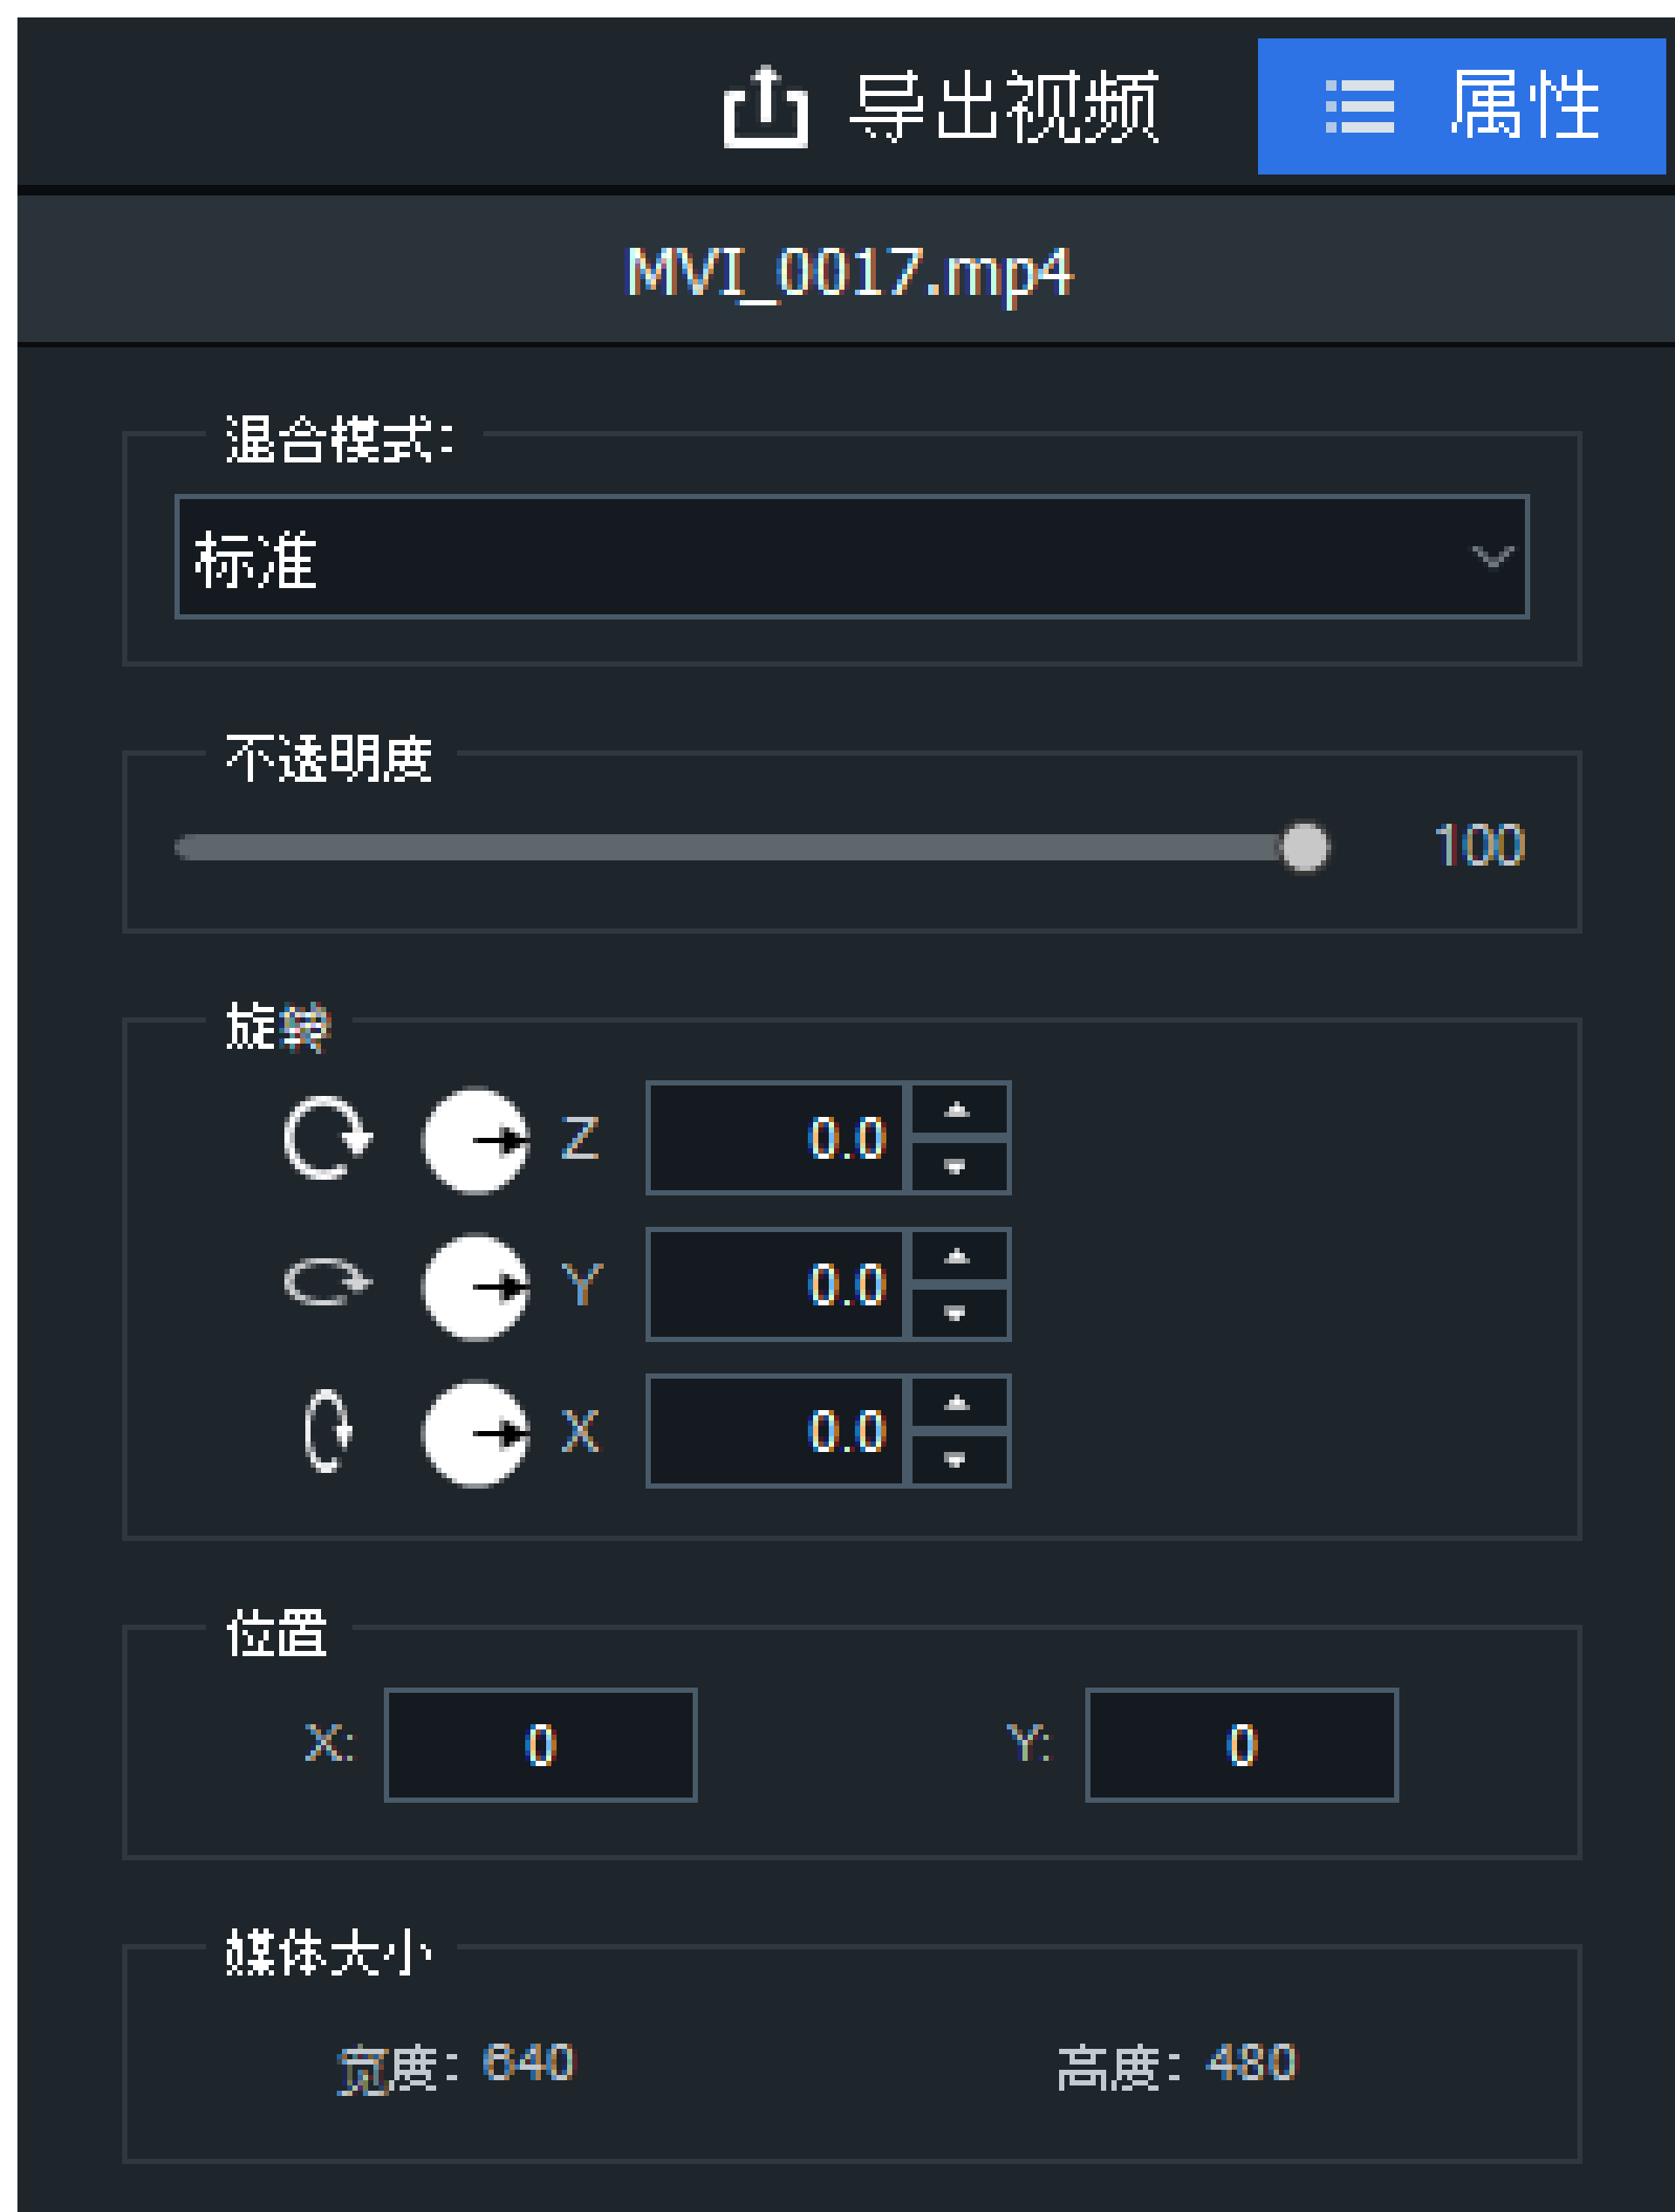 导出视频 属性
MVI_0017.mp4
混合模式:
标准
不透明度
100
旋转
Z 0.0
Y 0.0
X 0.0
位置
X: 0 Y: 0
媒体大小
宽度: 640 高度: 480